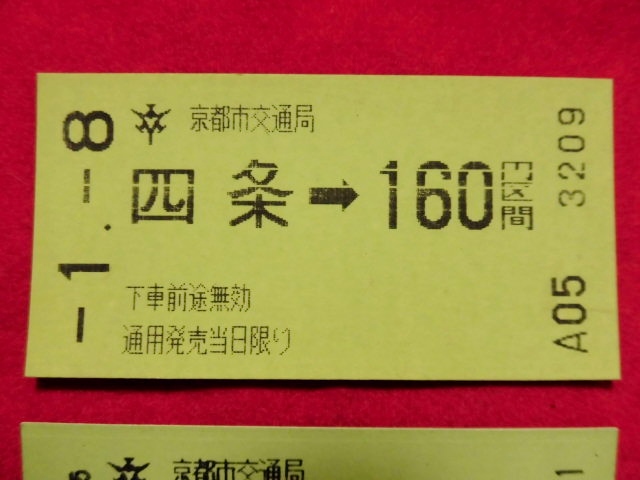 京都市交通局
四条➡160円区間
下車前途無効
通用発売当日限り
-1.-8
3209
A05
京都市交通局